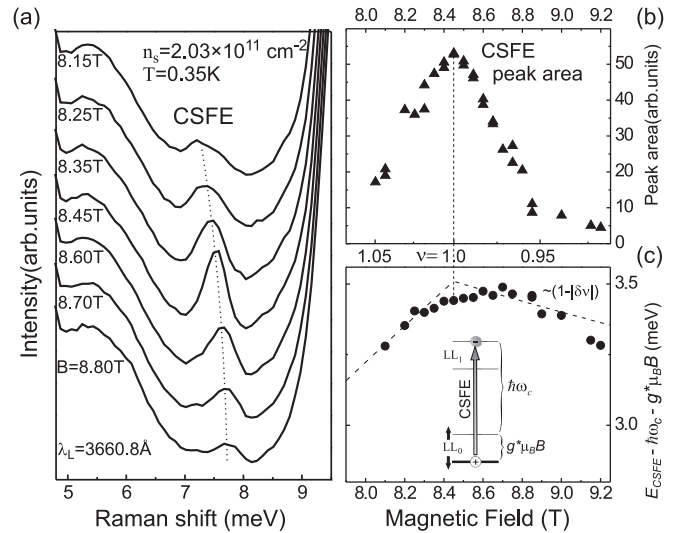 (a)
n_s=2.03×10^11 cm^-2
T=0.35K
CSFE
8.15T
8.25T
8.35T
8.45T
8.60T
8.70T
B=8.80T
λ_L=3660.8Å
Intensity(arb.units)
5 6 7 8 9
Raman shift (meV)
8.0 8.2 8.4 8.6 8.8 9.0 9.2
(b)
CSFE
peak area
50
40
30
20
10
0
Peak area(arb.units)
1.05 ν=1.0 0.95
(c)
~(1-|δν|)
3.5
3.0
E_CSFE - ħω_c - g*μ_BB (meV)
LL_1
CSFE
ħω_c
LL_0
g*μ_BB
8.0 8.2 8.4 8.6 8.8 9.0 9.2
Magnetic Field (T)